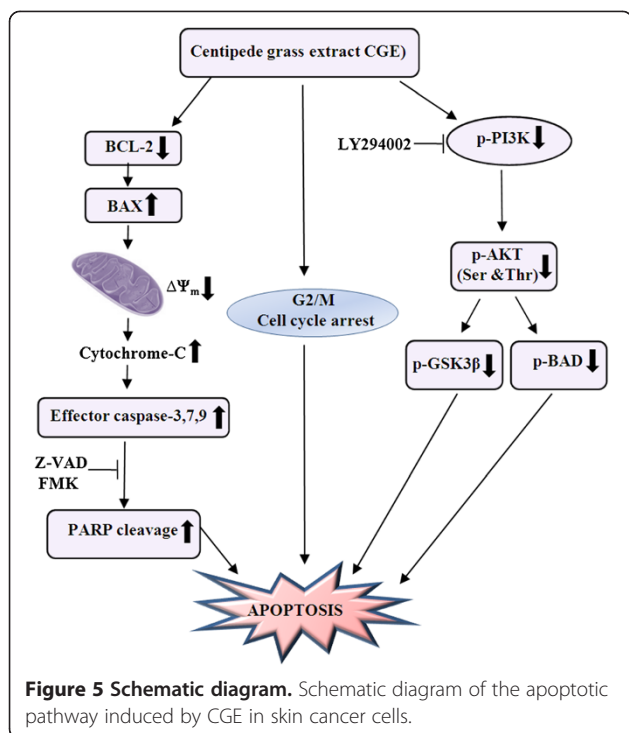 Centipede grass extract CGE)
BCL-2
BAX
ΔΨm
Cytochrome-C
Effector caspase-3,7,9
Z-VAD
FMK
PARP cleavage
G2/M
Cell cycle arrest
LY294002
p-PI3K
p-AKT
(Ser &Thr)
p-GSK3β
p-BAD
APOPTOSIS
Figure 5 Schematic diagram. Schematic diagram of the apoptotic
pathway induced by CGE in skin cancer cells.